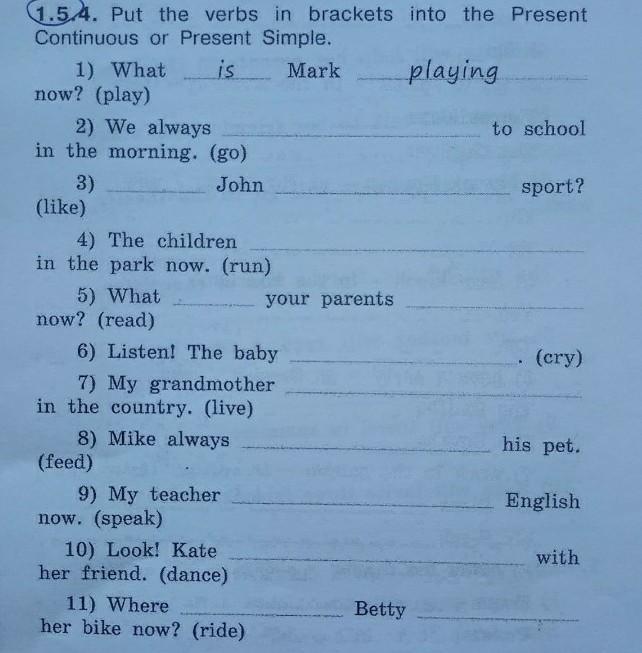 1.5.4. Put the verbs in brackets into the Present
Continuous or Present Simple.
1) What is Mark playing
now? (play)
2) We always to school
in the morning. (go)
3) John sport?
(like)
4) The children
in the park now. (run)
5) What your parents
now? (read)
6) Listen! The baby . (cry)
7) My grandmother
in the country. (live)
8) Mike always his pet.
(feed)
9) My teacher English
now. (speak)
10) Look! Kate with
her friend. (dance)
11) Where Betty
her bike now? (ride)